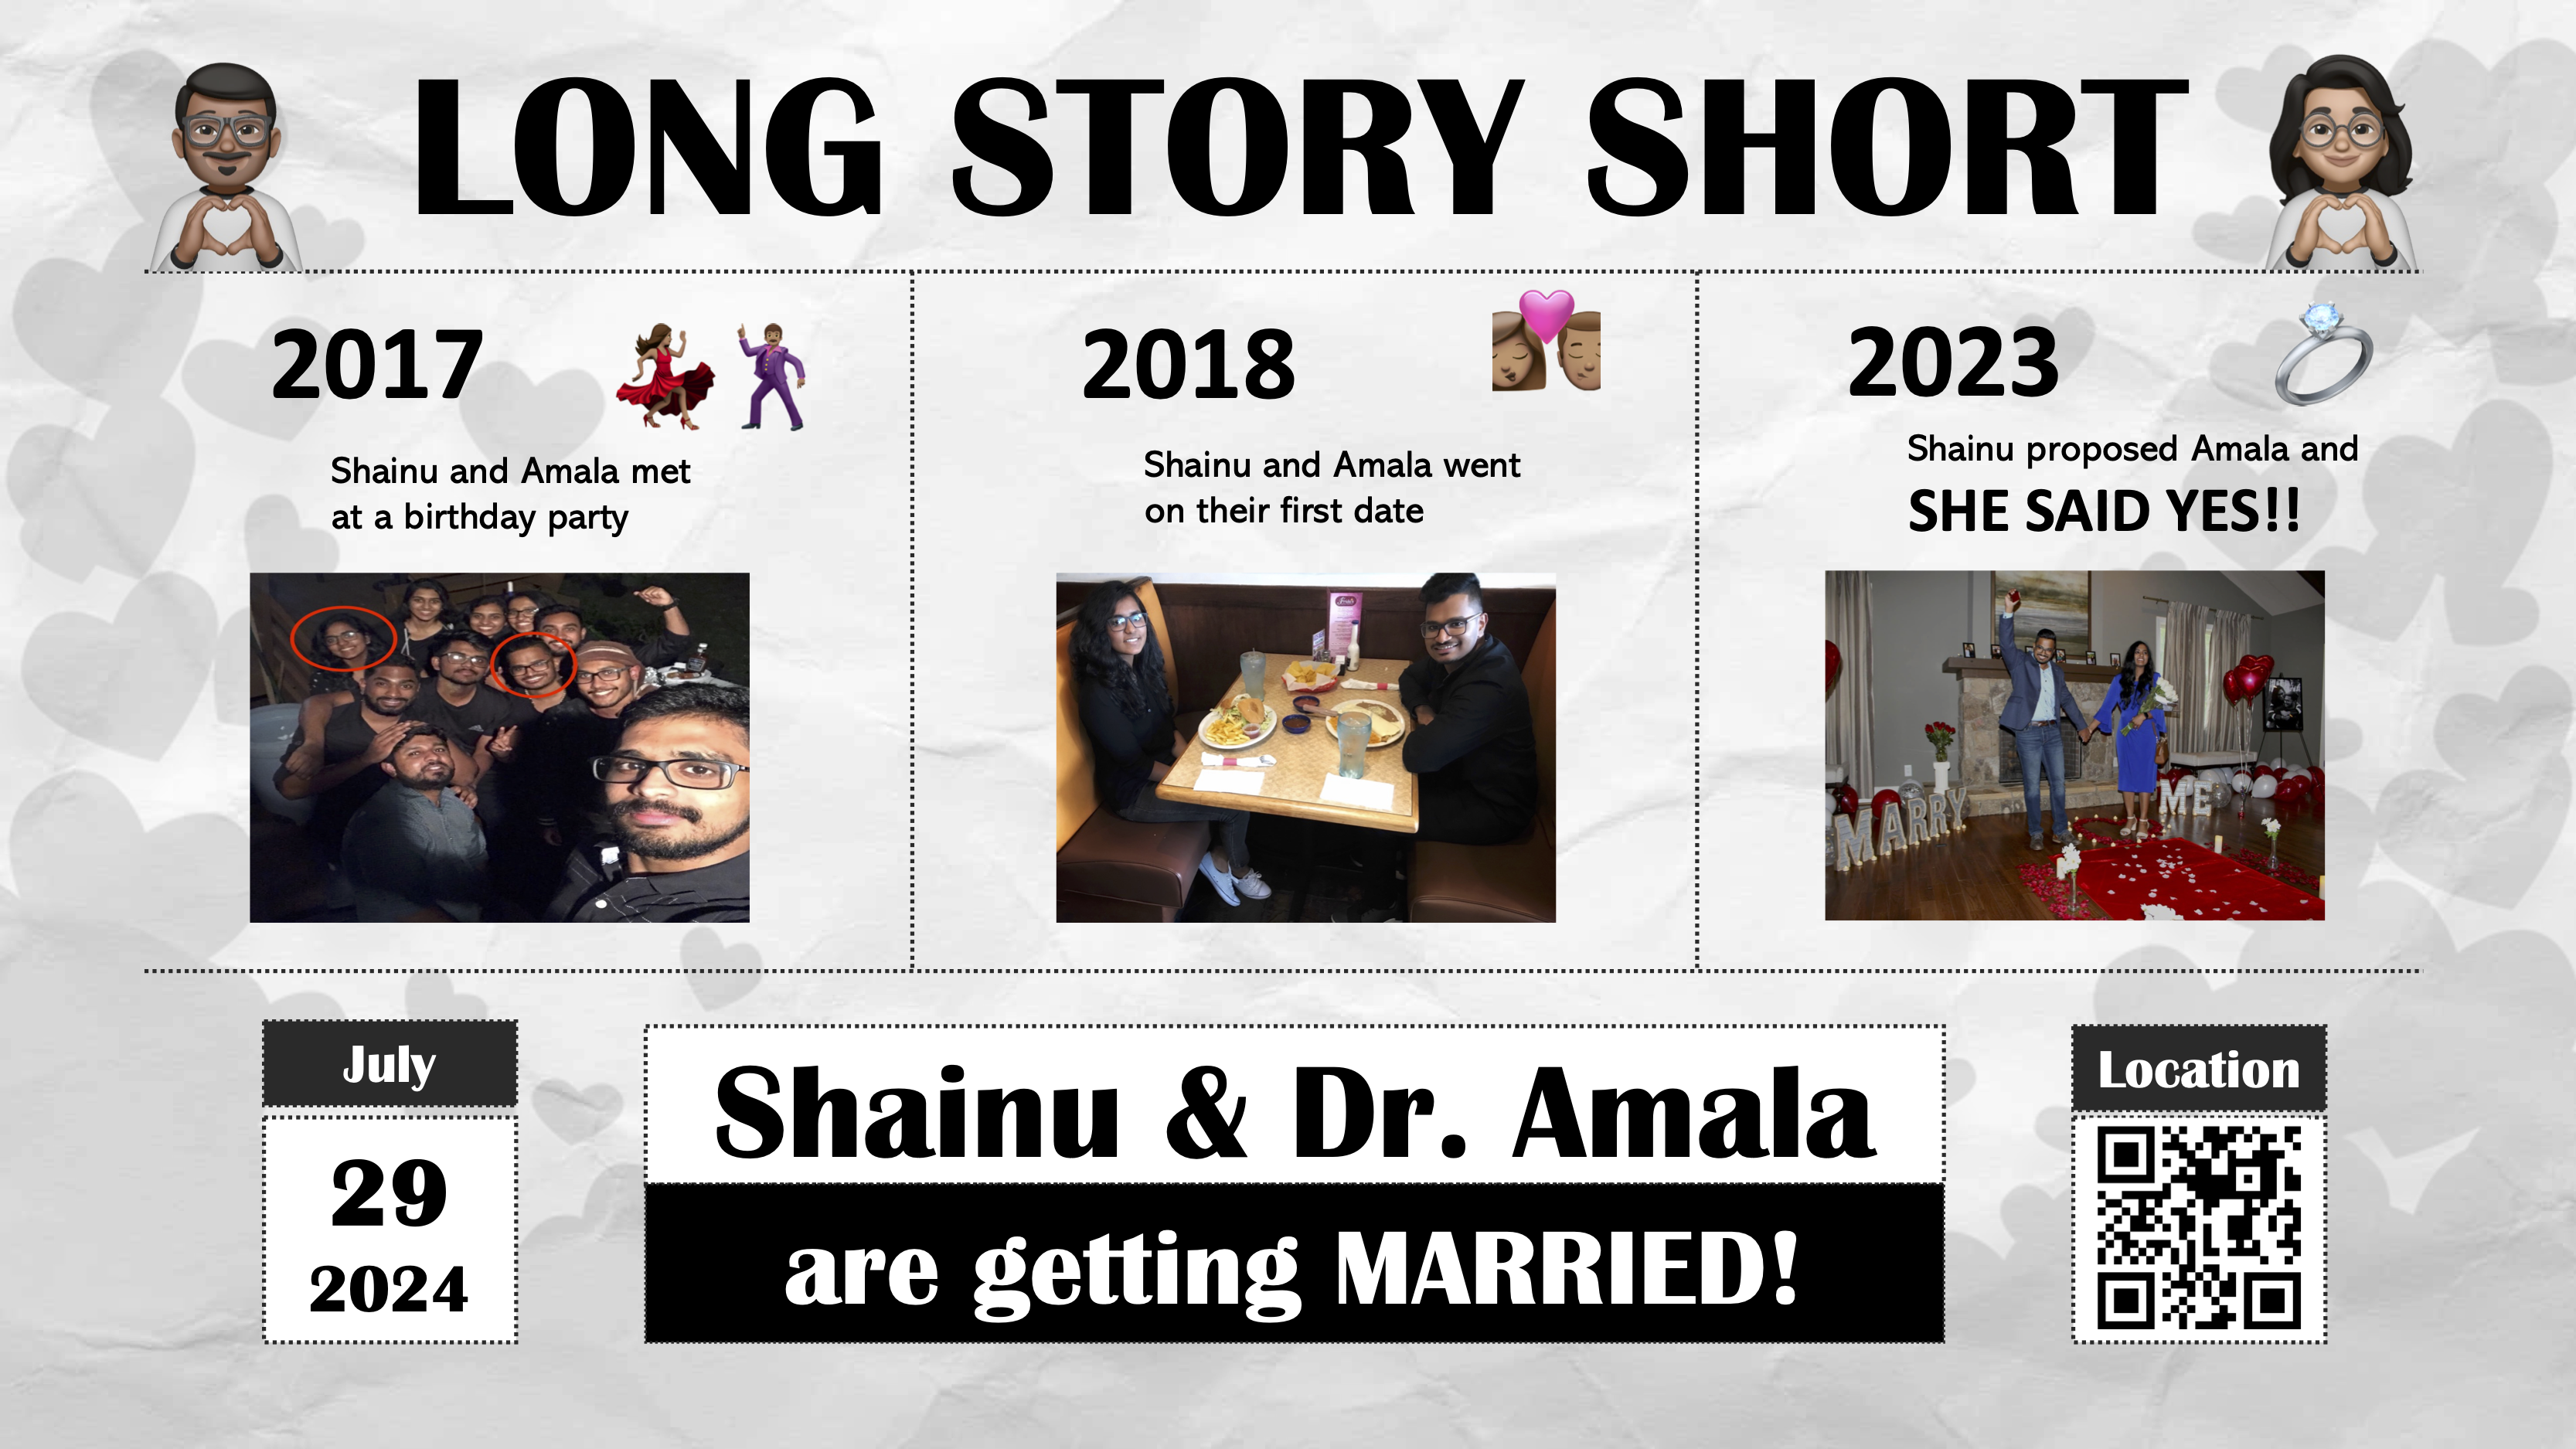 LONG STORY SHORT
2017
Shainu and Amala met
at a birthday party
2018
Shainu and Amala went
on their first date
2023
Shainu proposed Amala and
SHE SAID YES!!
MARRY
ME
July
29
2024
Shainu & Dr. Amala
are getting MARRIED!
Location